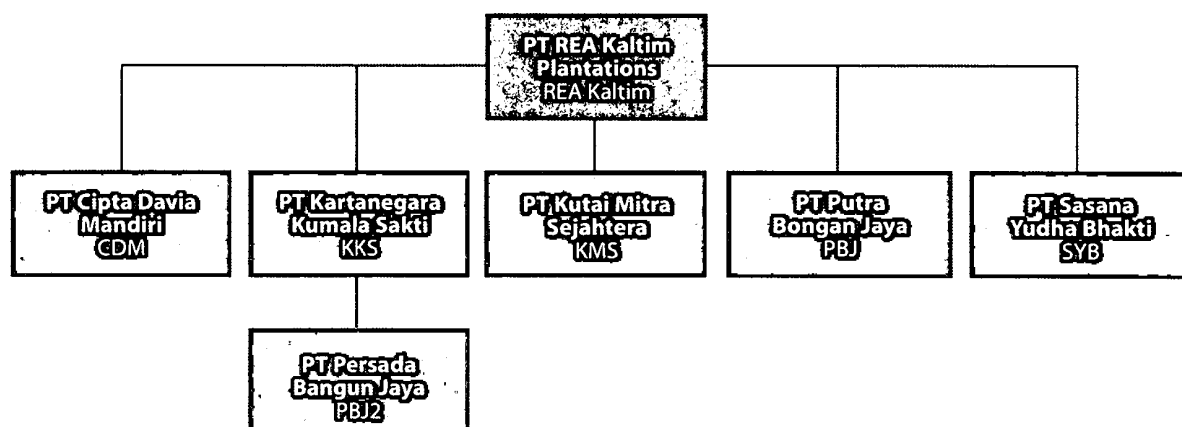 PT REA Kaltim
Plantations
REA Kaltim
PT Cipta Davia
Mandiri
CDM
PT Kartanegara
Kumala Sakti
KKS
PT Kutai Mitra
Sejahtera
KMS
PT Putra
Bongan Jaya
PBJ
PT Sasana
Yudha Bhakti
SYB
PT Persada
Bangun Jaya
PBJ2